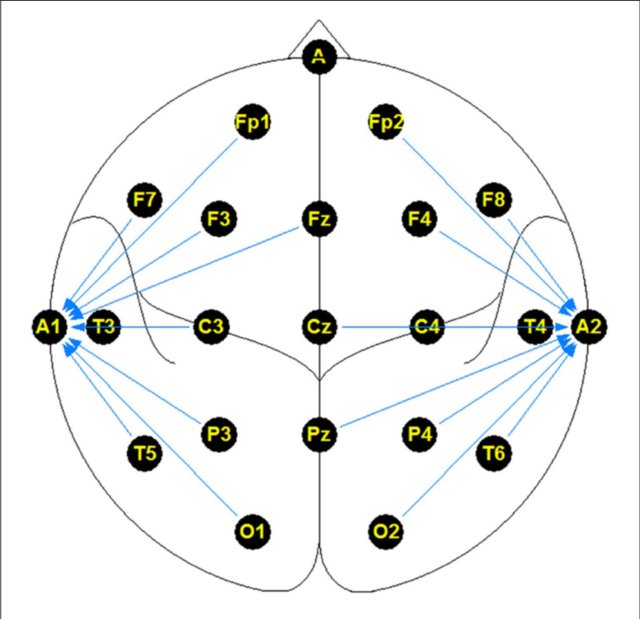 A
Fp1 Fp2
F7 F8
F3 Fz F4
A1 T3 C3 Cz C4 T4 A2
P3 Pz P4
T5 T6
O1 O2